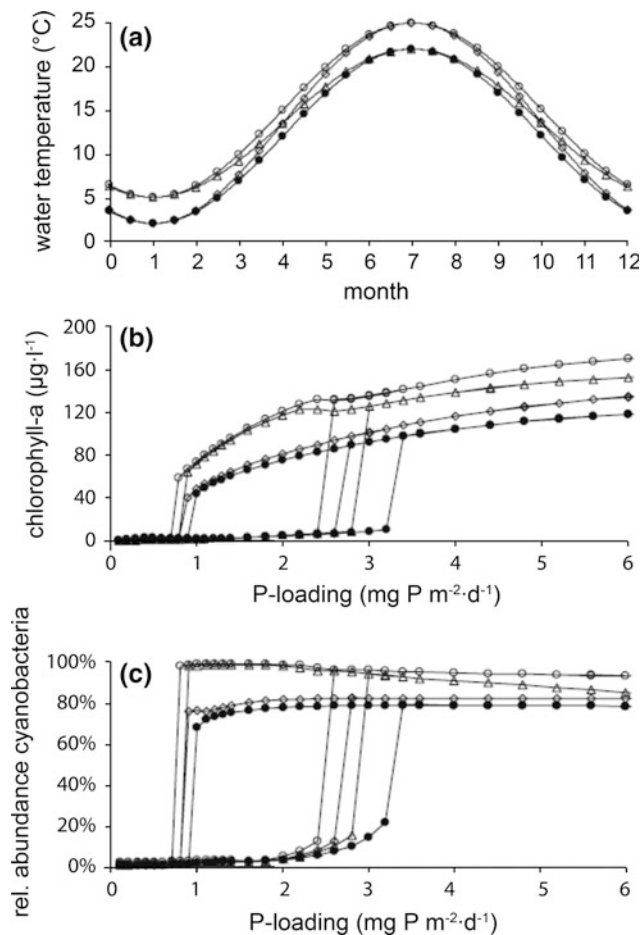 (a)
water temperature (°C)
25
20
15
10
5
0
0 1 2 3 4 5 6 7 8 9 10 11 12
month
(b)
chlorophyll-a (µg·l⁻¹)
200
160
120
80
40
0
0 1 2 3 4 5 6
P-loading (mg P m⁻²·d⁻¹)
(c)
rel. abundance cyanobacteria
100%
80%
60%
40%
20%
0%
0 1 2 3 4 5 6
P-loading (mg P m⁻²·d⁻¹)